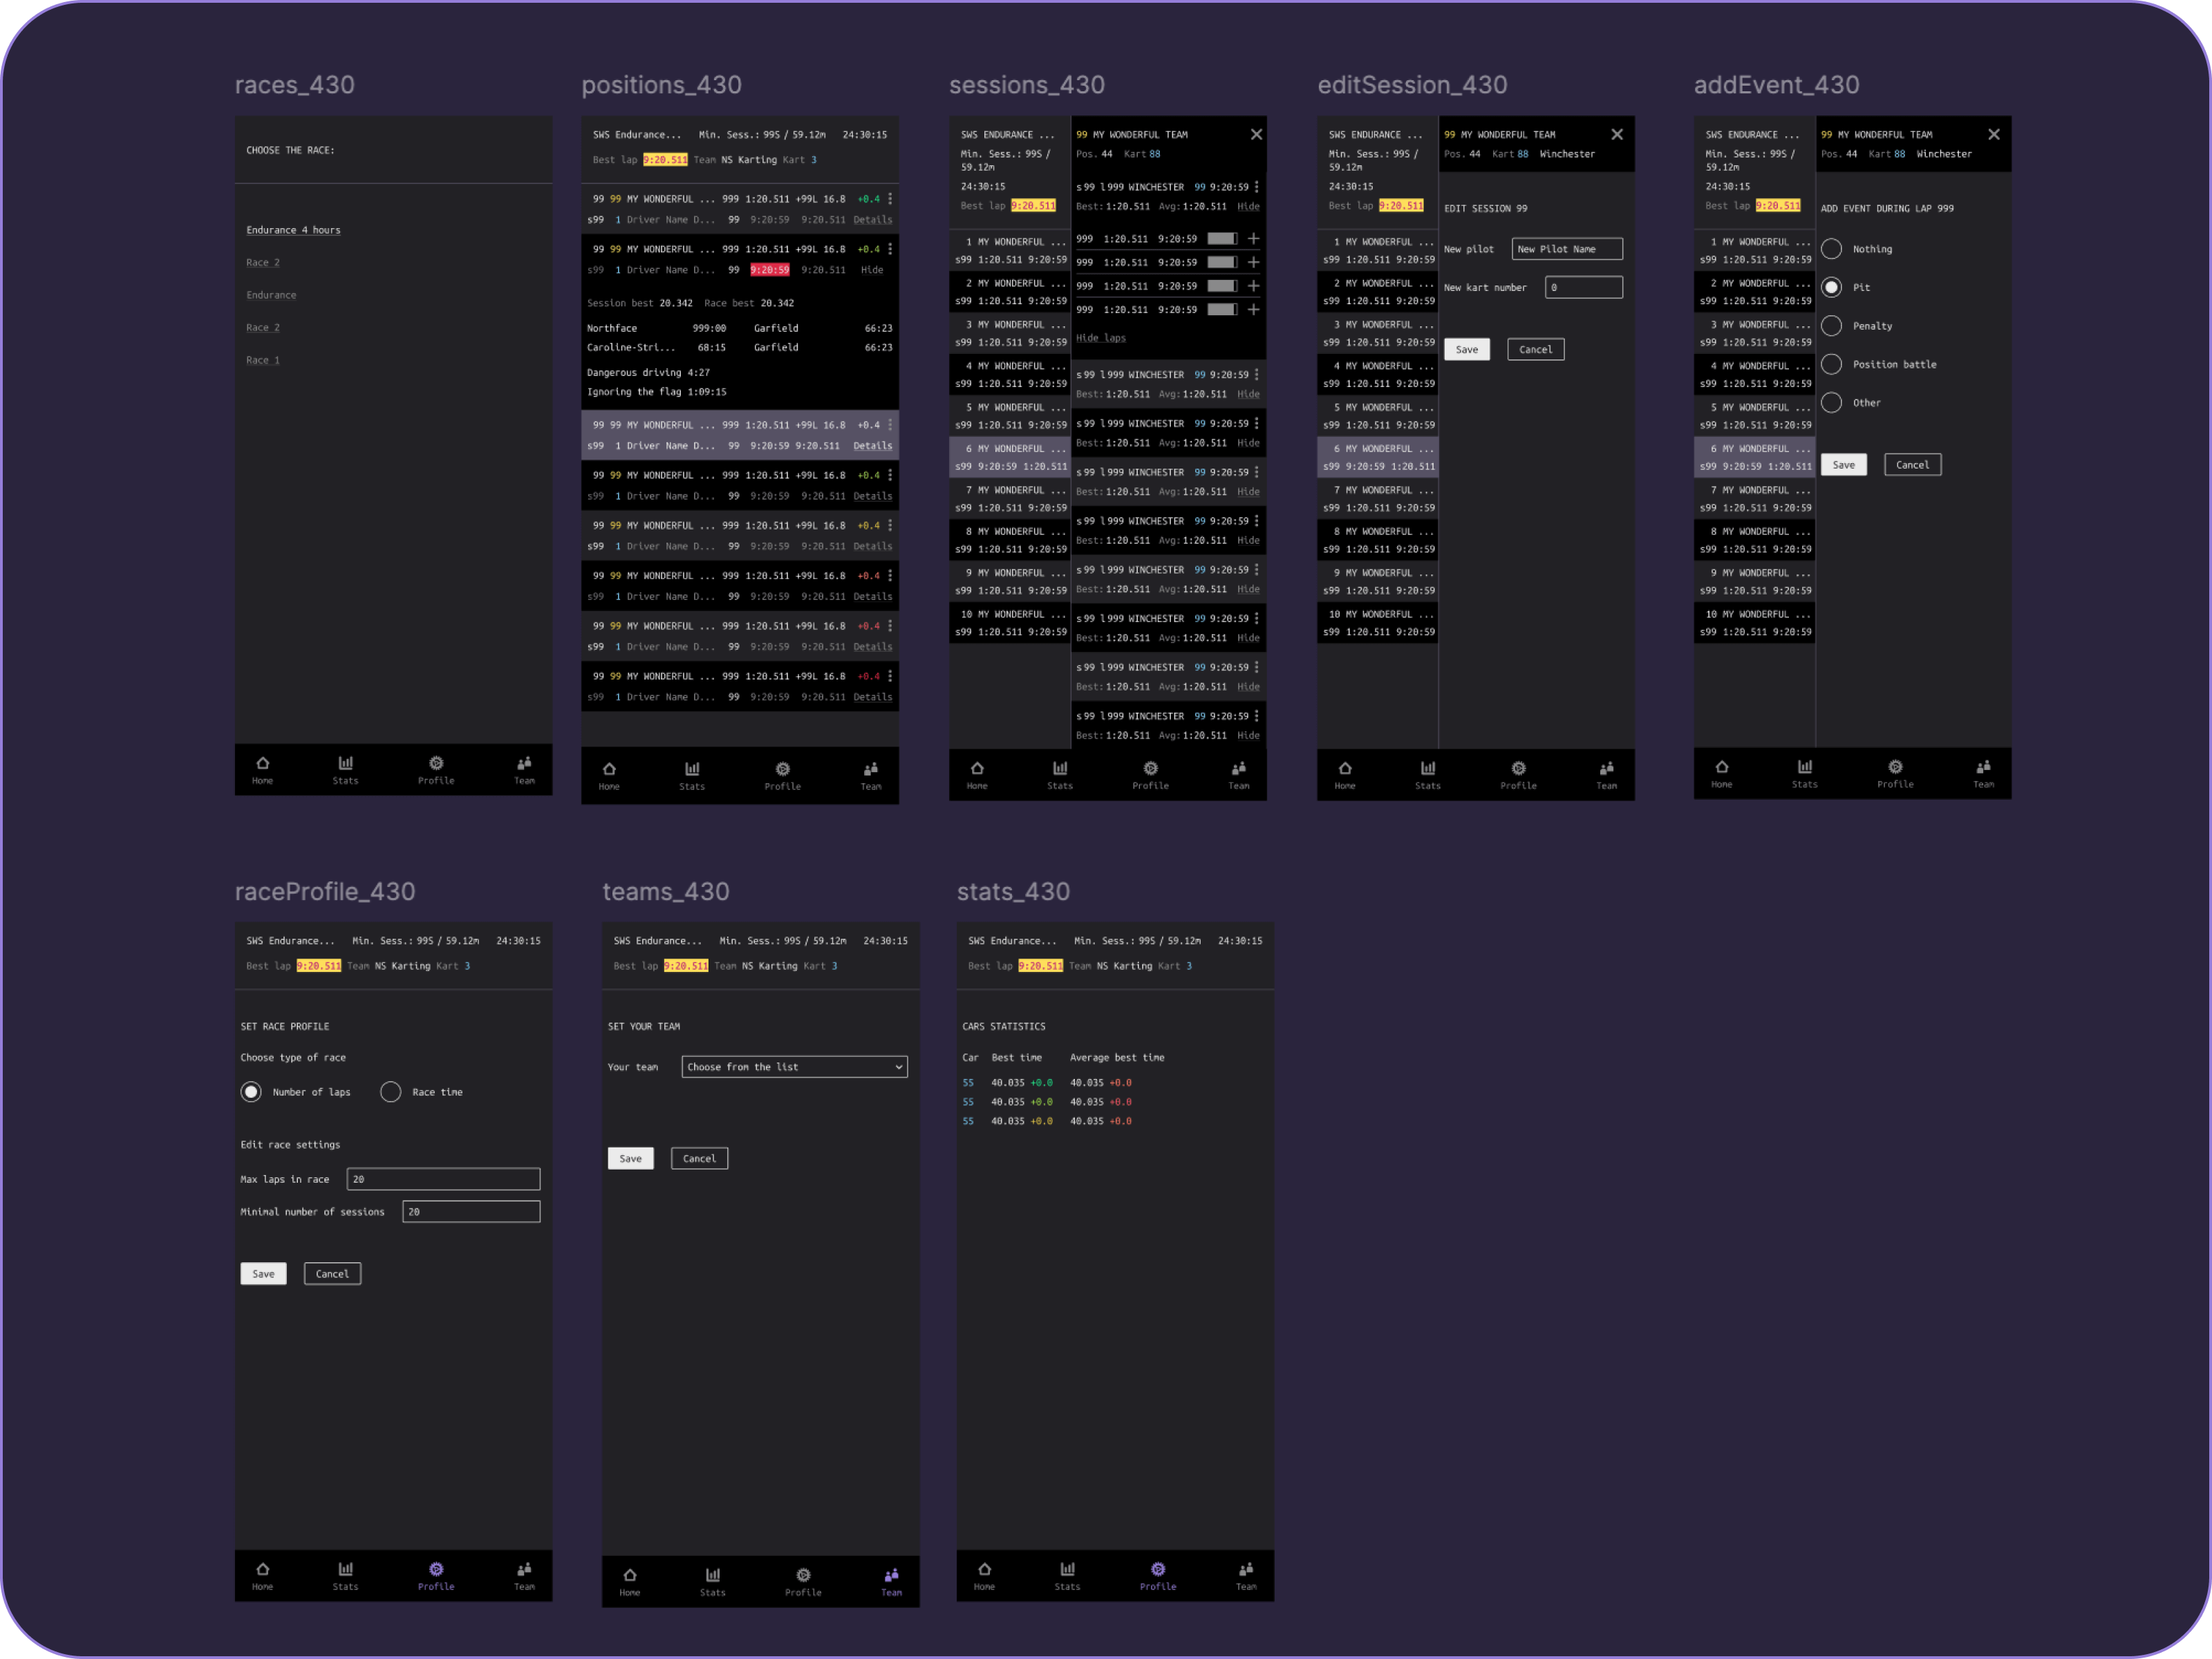 races_430
CHOOSE THE RACE:
Endurance 4 hours
Race 2
Endurance
Race 2
Race 1
Home Stats Profile Team
positions_430
SWS Endurance... Min. Sess.: 99S / 59.12m 24:30:15
Best lap 9:20.511 Team NS Karting Kart 3
99 99 MY WONDERFUL ... 999 1:20.511 +99L 16.8 +0.4
s99 1 Driver Name D... 99 9:20:59 9:20.511 Details
99 99 MY WONDERFUL ... 999 1:20.511 +99L 16.8 +0.4
s99 1 Driver Name D... 99 9:20:59 9:20.511 Hide
Session best 20.342 Race best 20.342
Northface 999:00 Garfield 66:23
Caroline-Stri... 68:15 Garfield 66:23
Dangerous driving 4:27
Ignoring the flag 1:09:15
99 99 MY WONDERFUL ... 999 1:20.511 +99L 16.8 +0.4
s99 1 Driver Name D... 99 9:20:59 9:20.511 Details
99 99 MY WONDERFUL ... 999 1:20.511 +99L 16.8 +0.4
s99 1 Driver Name D... 99 9:20:59 9:20.511 Details
99 99 MY WONDERFUL ... 999 1:20.511 +99L 16.8 +0.4
s99 1 Driver Name D... 99 9:20:59 9:20.511 Details
99 99 MY WONDERFUL ... 999 1:20.511 +99L 16.8 +0.4
s99 1 Driver Name D... 99 9:20:59 9:20.511 Details
99 99 MY WONDERFUL ... 999 1:20.511 +99L 16.8 +0.4
s99 1 Driver Name D... 99 9:20:59 9:20.511 Details
99 99 MY WONDERFUL ... 999 1:20.511 +99L 16.8 +0.4
s99 1 Driver Name D... 99 9:20:59 9:20.511 Details
Home Stats Profile Team
sessions_430
SWS ENDURANCE ...
Min. Sess.: 99S /
59.12m
24:30:15
Best lap 9:20.511
1 MY WONDERFUL ...
s99 1:20.511 9:20:59
2 MY WONDERFUL ...
s99 1:20.511 9:20:59
3 MY WONDERFUL ...
s99 1:20.511 9:20:59
4 MY WONDERFUL ...
s99 1:20.511 9:20:59
5 MY WONDERFUL ...
s99 1:20.511 9:20:59
6 MY WONDERFUL ...
s99 9:20:59 1:20.511
7 MY WONDERFUL ...
s99 1:20.511 9:20:59
8 MY WONDERFUL ...
s99 1:20.511 9:20:59
9 MY WONDERFUL ...
s99 1:20.511 9:20:59
10 MY WONDERFUL ...
s99 1:20.511 9:20:59
99 MY WONDERFUL TEAM
Pos. 44 Kart 88
s99 l999 WINCHESTER 99 9:20:59
Best: 1:20.511 Avg: 1:20.511 Hide
999 1:20.511 9:20:59
999 1:20.511 9:20:59
999 1:20.511 9:20:59
999 1:20.511 9:20:59
Hide laps
s99 l999 WINCHESTER 99 9:20:59
Best: 1:20.511 Avg: 1:20.511 Hide
s99 l999 WINCHESTER 99 9:20:59
Best: 1:20.511 Avg: 1:20.511 Hide
s99 l999 WINCHESTER 99 9:20:59
Best: 1:20.511 Avg: 1:20.511 Hide
s99 l999 WINCHESTER 99 9:20:59
Best: 1:20.511 Avg: 1:20.511 Hide
s99 l999 WINCHESTER 99 9:20:59
Best: 1:20.511 Avg: 1:20.511 Hide
s99 l999 WINCHESTER 99 9:20:59
Best: 1:20.511 Avg: 1:20.511 Hide
s99 l999 WINCHESTER 99 9:20:59
Best: 1:20.511 Avg: 1:20.511 Hide
s99 l999 WINCHESTER 99 9:20:59
Best: 1:20.511 Avg: 1:20.511 Hide
Home Stats Profile Team
editSession_430
SWS ENDURANCE ...
Min. Sess.: 99S /
59.12m
24:30:15
Best lap 9:20.511
1 MY WONDERFUL ...
s99 1:20.511 9:20:59
2 MY WONDERFUL ...
s99 1:20.511 9:20:59
3 MY WONDERFUL ...
s99 1:20.511 9:20:59
4 MY WONDERFUL ...
s99 1:20.511 9:20:59
5 MY WONDERFUL ...
s99 1:20.511 9:20:59
6 MY WONDERFUL ...
s99 9:20:59 1:20.511
7 MY WONDERFUL ...
s99 1:20.511 9:20:59
8 MY WONDERFUL ...
s99 1:20.511 9:20:59
9 MY WONDERFUL ...
s99 1:20.511 9:20:59
10 MY WONDERFUL ...
s99 1:20.511 9:20:59
99 MY WONDERFUL TEAM
Pos. 44 Kart 88 Winchester
EDIT SESSION 99
New pilot New Pilot Name
New kart number 0
Save Cancel
Home Stats Profile Team
addEvent_430
SWS ENDURANCE ...
Min. Sess.: 99S /
59.12m
24:30:15
Best lap 9:20.511
1 MY WONDERFUL ...
s99 1:20.511 9:20:59
2 MY WONDERFUL ...
s99 1:20.511 9:20:59
3 MY WONDERFUL ...
s99 1:20.511 9:20:59
4 MY WONDERFUL ...
s99 1:20.511 9:20:59
5 MY WONDERFUL ...
s99 1:20.511 9:20:59
6 MY WONDERFUL ...
s99 9:20:59 1:20.511
7 MY WONDERFUL ...
s99 1:20.511 9:20:59
8 MY WONDERFUL ...
s99 1:20.511 9:20:59
9 MY WONDERFUL ...
s99 1:20.511 9:20:59
10 MY WONDERFUL ...
s99 1:20.511 9:20:59
99 MY WONDERFUL TEAM
Pos. 44 Kart 88 Winchester
ADD EVENT DURING LAP 999
Nothing
Pit
Penalty
Position battle
Other
Save Cancel
Home Stats Profile Team
raceProfile_430
SWS Endurance... Min. Sess.: 99S / 59.12m 24:30:15
Best lap 9:20.511 Team NS Karting Kart 3
SET RACE PROFILE
Choose type of race
Number of laps Race time
Edit race settings
Max laps in race 20
Minimal number of sessions 20
Save Cancel
Home Stats Profile Team
teams_430
SWS Endurance... Min. Sess.: 99S / 59.12m 24:30:15
Best lap 9:20.511 Team NS Karting Kart 3
SET YOUR TEAM
Your team Choose from the list
Save Cancel
Home Stats Profile Team
stats_430
SWS Endurance... Min. Sess.: 99S / 59.12m 24:30:15
Best lap 9:20.511 Team NS Karting Kart 3
CARS STATISTICS
Car Best time Average best time
55 40.035 +0.0 40.035 +0.0
55 40.035 +0.0 40.035 +0.0
55 40.035 +0.0 40.035 +0.0
Home Stats Profile Team